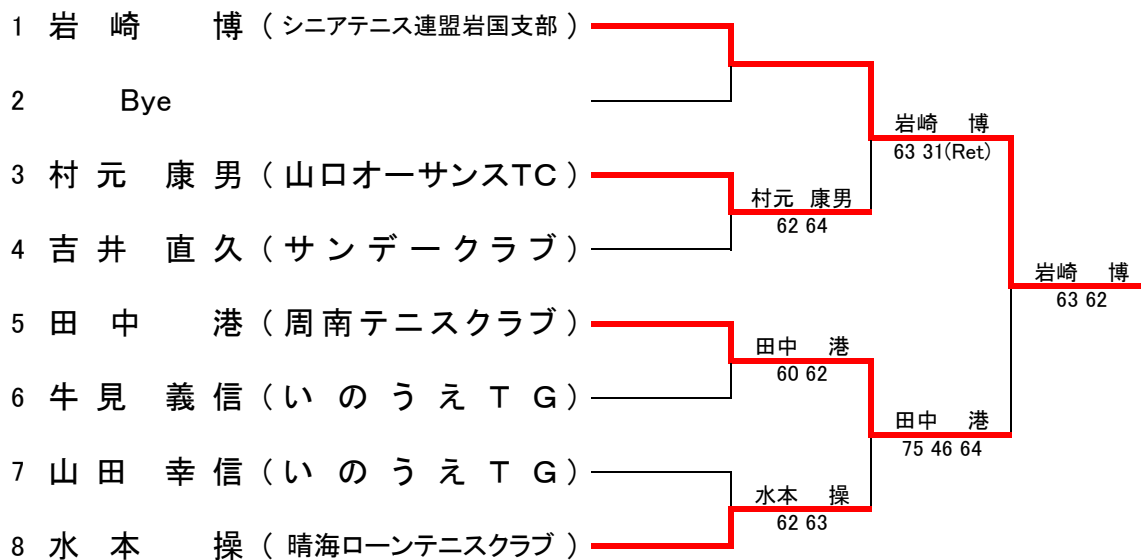 1 岩 崎 博 ( シニアテニス連盟岩国支部 )
2 Bye
3 村 元 康 男 ( 山口オーサンスTC )
4 吉 井 直 久 ( サ ン デ ー ク ラ ブ )
5 田 中 港 ( 周南テニスクラブ )
6 牛 見 義 信 ( い の う え T G )
7 山 田 幸 信 ( い の う え T G )
8 水 本 操 ( 晴海ローンテニスクラブ )
村元 康男
62 64
田中 港
60 62
水本 操
62 63
岩崎 博
63 31(Ret)
田中 港
75 46 64
岩崎 博
63 62